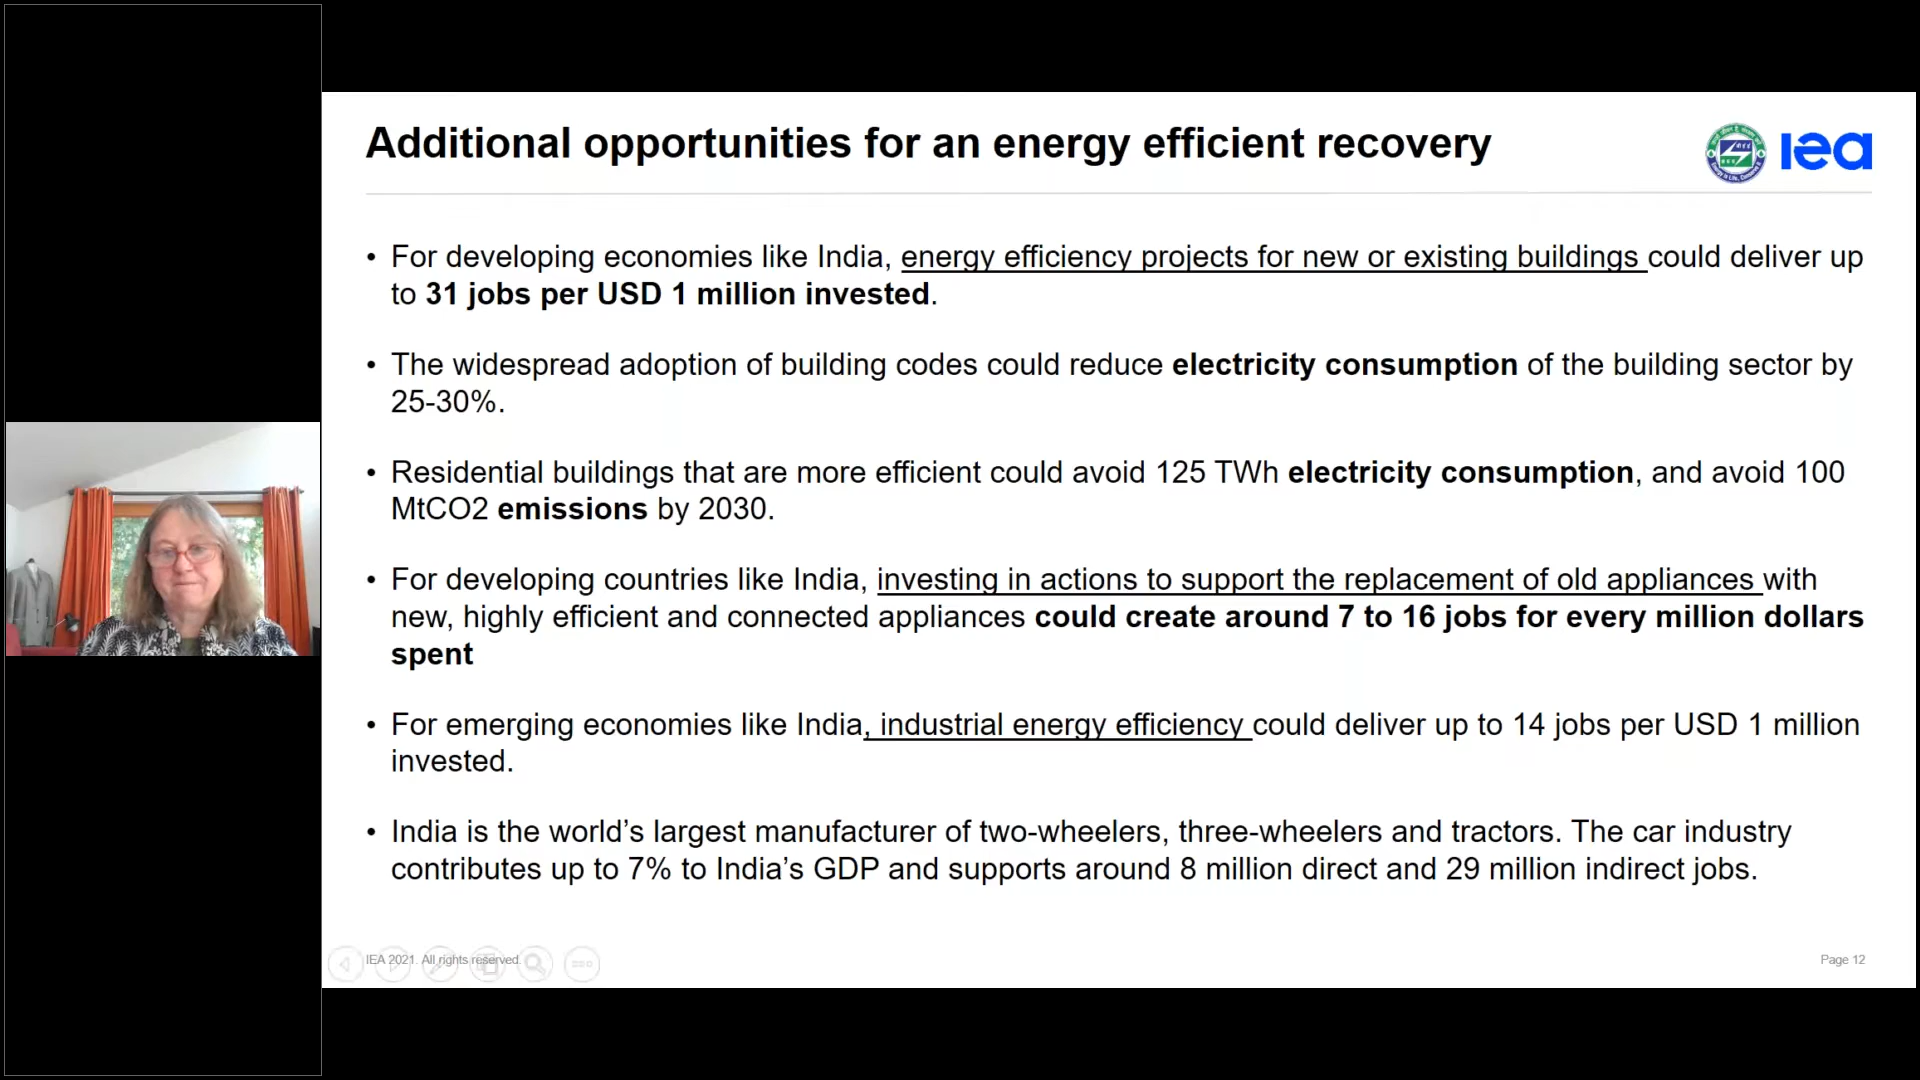 Additional opportunities for an energy efficient recovery
iea
• For developing economies like India, energy efficiency projects for new or existing buildings could deliver up
to 31 jobs per USD 1 million invested.
• The widespread adoption of building codes could reduce electricity consumption of the building sector by
25-30%.
• Residential buildings that are more efficient could avoid 125 TWh electricity consumption, and avoid 100
MtCO2 emissions by 2030.
• For developing countries like India, investing in actions to support the replacement of old appliances with
new, highly efficient and connected appliances could create around 7 to 16 jobs for every million dollars
spent
• For emerging economies like India, industrial energy efficiency could deliver up to 14 jobs per USD 1 million
invested.
• India is the world’s largest manufacturer of two-wheelers, three-wheelers and tractors. The car industry
contributes up to 7% to India’s GDP and supports around 8 million direct and 29 million indirect jobs.
IEA 2021. All rights reserved.
Page 12